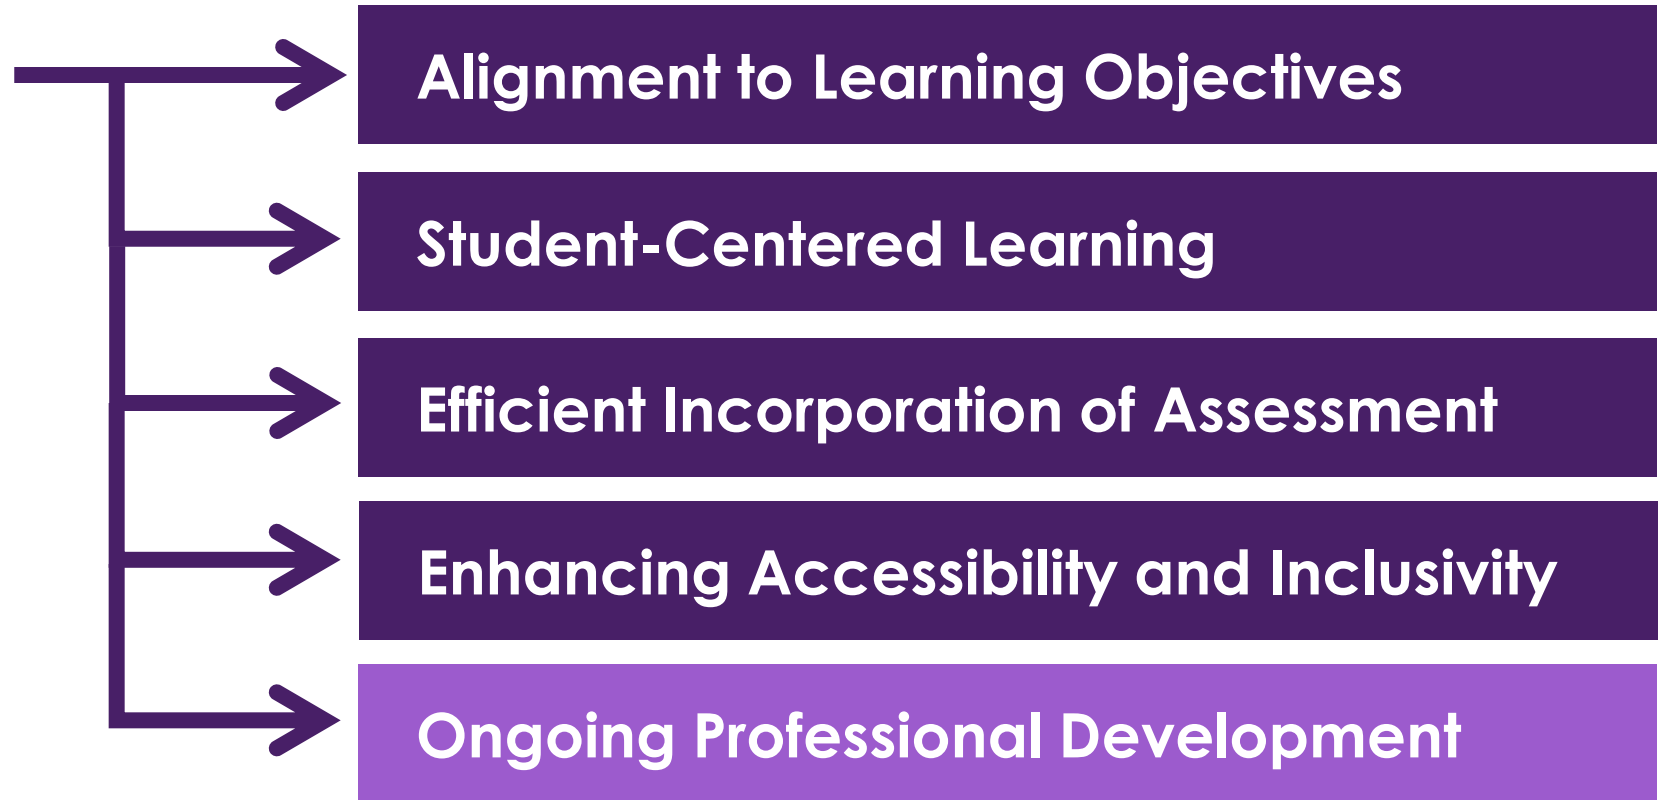 Alignment to Learning Objectives
Student-Centered Learning
Efficient Incorporation of Assessment
Enhancing Accessibility and Inclusivity
Ongoing Professional Development